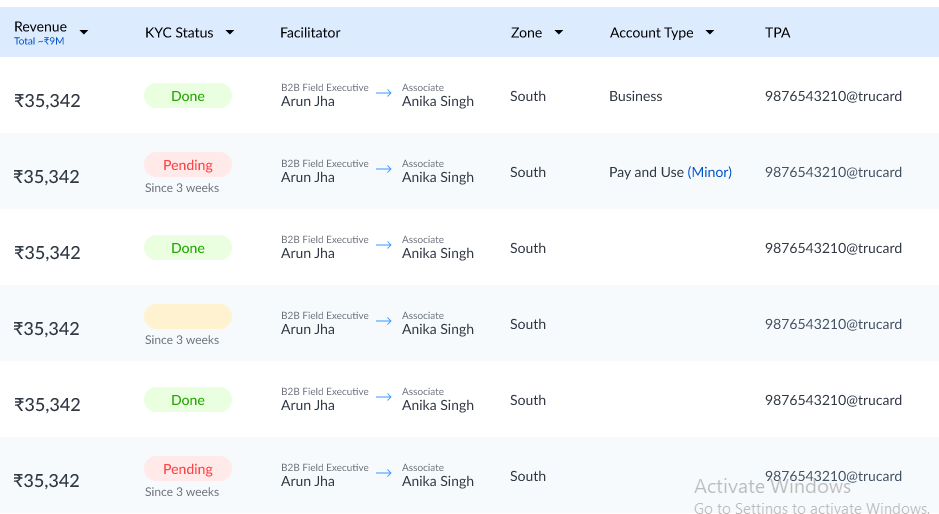 Revenue KYC Status Facilitator Zone Account Type TPA
Total ~₹9M
₹35,342 Done B2B Field Executive Arun Jha → Associate Anika Singh South Business 9876543210@trucard
₹35,342 Pending Since 3 weeks B2B Field Executive Arun Jha → Associate Anika Singh South Pay and Use (Minor) 9876543210@trucard
₹35,342 Done B2B Field Executive Arun Jha → Associate Anika Singh South 9876543210@trucard
₹35,342 Since 3 weeks B2B Field Executive Arun Jha → Associate Anika Singh South 9876543210@trucard
₹35,342 Done B2B Field Executive Arun Jha → Associate Anika Singh South 9876543210@trucard
₹35,342 Pending Since 3 weeks B2B Field Executive Arun Jha → Associate Anika Singh South 9876543210@trucard
Activate Windows
Go to Settings to activate Windows.